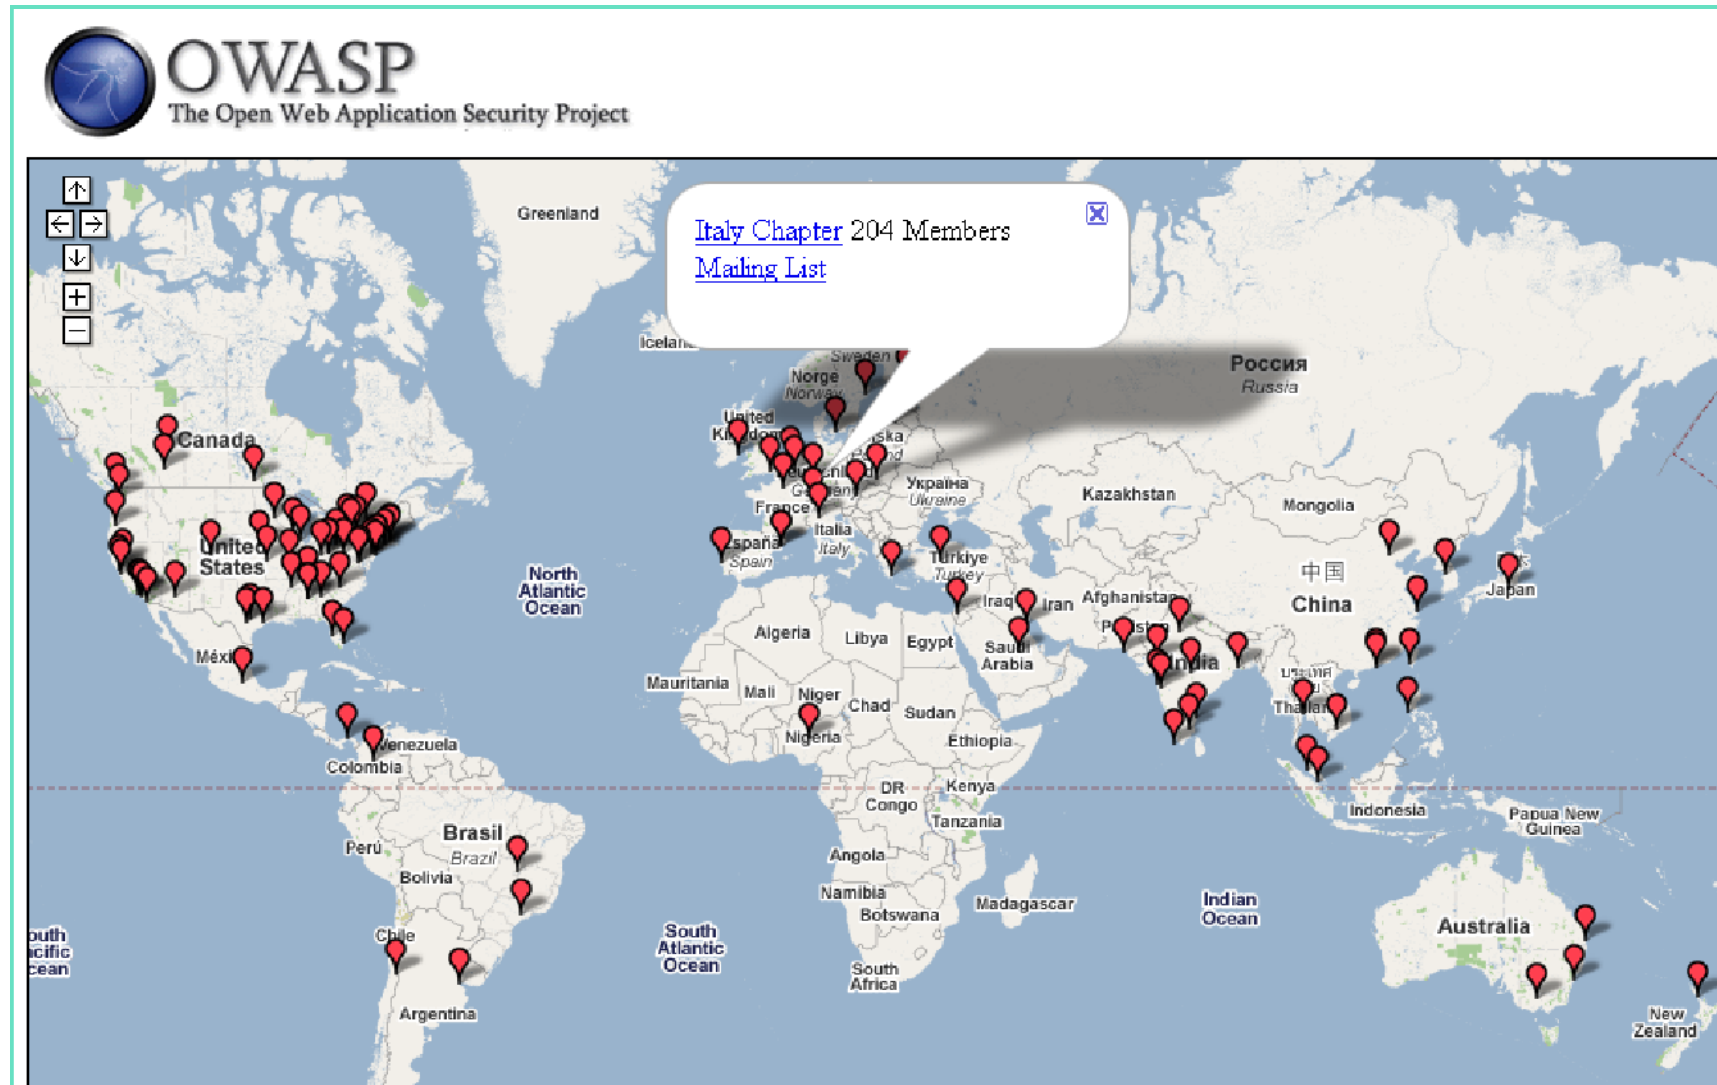 OWASP
The Open Web Application Security Project
Italy Chapter 204 Members
Mailing List
Greenland
Sweden
Norge
Norway
Россия
Russia
United
Canada
Україна
Ukraine
Germany
France
Kazakhstan
Mongolia
Italia
Italy
España
Spain
United
States
North
Atlantic
Ocean
Türkiye
Turkey
中国
China
Japan
Iraq
Iran
Afghanistan
Algeria
Libya
Egypt
Saudi
Arabia
India
Mauritania
Mali
Niger
Chad
Sudan
Nigeria
Ethiopia
Venezuela
Colombia
DR
Congo
Kenya
Tanzania
Indonesia
Papua New
Guinea
Brasil
Brazil
Perú
Bolivia
Angola
Namibia
Botswana
Madagascar
Indian
Ocean
Australia
Chile
South
Atlantic
Ocean
outh
cific
cean
South
Africa
Argentina
New
Zealand